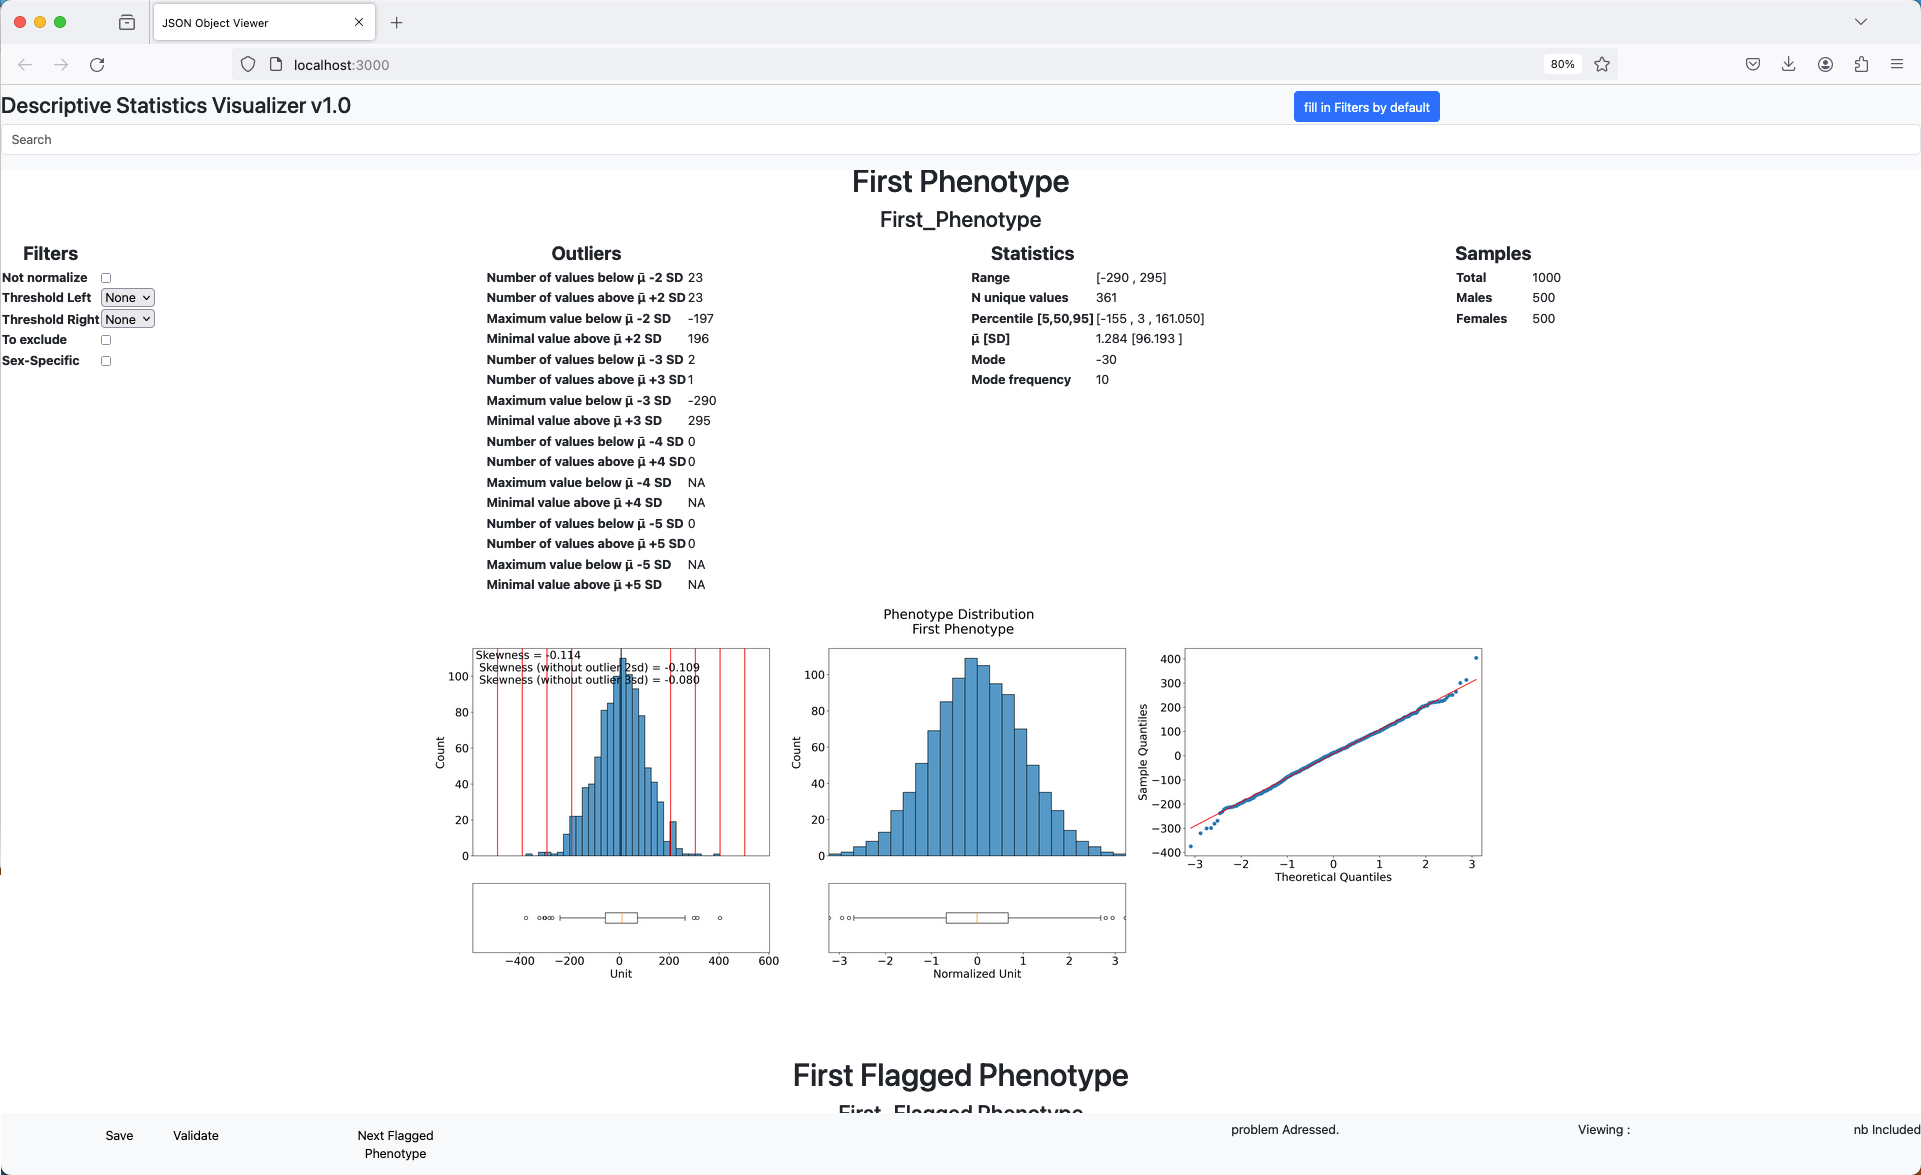 JSON Object Viewer
localhost:3000
80%
Descriptive Statistics Visualizer v1.0
fill in Filters by default
Search
First Phenotype
First_Phenotype
Filters
Not normalize
Threshold Left None
Threshold Right None
To exclude
Sex-Specific
Outliers
Number of values below μ̄ -2 SD 23
Number of values above μ̄ +2 SD 23
Maximum value below μ̄ -2 SD -197
Minimal value above μ̄ +2 SD 196
Number of values below μ̄ -3 SD 2
Number of values above μ̄ +3 SD 1
Maximum value below μ̄ -3 SD -290
Minimal value above μ̄ +3 SD 295
Number of values below μ̄ -4 SD 0
Number of values above μ̄ +4 SD 0
Maximum value below μ̄ -4 SD NA
Minimal value above μ̄ +4 SD NA
Number of values below μ̄ -5 SD 0
Number of values above μ̄ +5 SD 0
Maximum value below μ̄ -5 SD NA
Minimal value above μ̄ +5 SD NA
Statistics
Range [-290 , 295]
N unique values 361
Percentile [5,50,95] [-155 , 3 , 161.050]
μ̄ [SD] 1.284 [96.193 ]
Mode -30
Mode frequency 10
Samples
Total 1000
Males 500
Females 500
Phenotype Distribution
First Phenotype
Skewness = -0.114
Skewness (without outlier 2sd) = -0.109
Skewness (without outlier 3sd) = -0.080
100
80
60
40
20
0
Count
−400 −200 0 200 400 600
Unit
100
80
60
40
20
0
Count
−3 −2 −1 0 1 2 3
Normalized Unit
400
300
200
100
0
−100
−200
−300
−400
Sample Quantiles
−3 −2 −1 0 1 2 3
Theoretical Quantiles
First Flagged Phenotype
First_Flagged Phenotype
Save
Validate
Next Flagged
Phenotype
problem Adressed.
Viewing :
nb Included